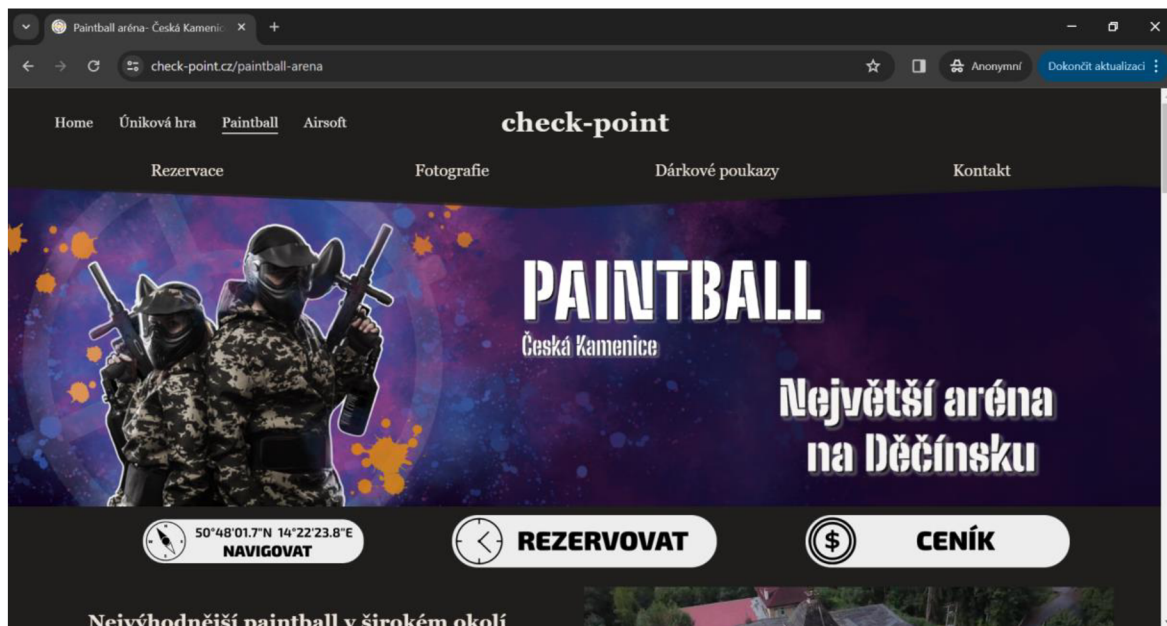 Paintball aréna- Česká Kamenic
check-point.cz/paintball-arena
Anonymní
Dokončit aktualizaci
Home
Úniková hra
Paintball
Airsoft
check-point
Rezervace
Fotografie
Dárkové poukazy
Kontakt
PAINTBALL
Česká Kamenice
Největší aréna
na Děčínsku
50°48'01.7"N 14°22'23.8"E
NAVIGOVAT
REZERVOVAT
$
CENÍK
Nejvýhodnější paintball v širokém okolí